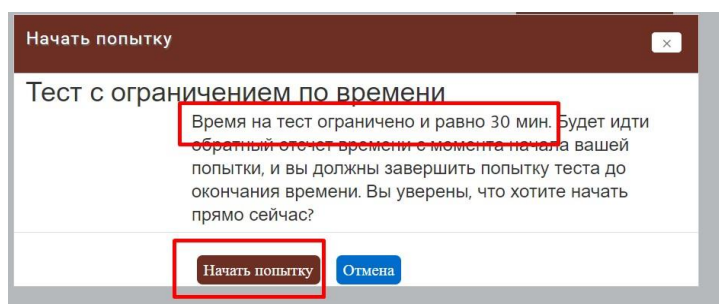 Начать попытку
×
Тест с ограничением по времени
Время на тест ограничено и равно 30 мин. Будет идти
обратный отсчет времени с момента начала вашей
попытки, и вы должны завершить попытку теста до
окончания времени. Вы уверены, что хотите начать
прямо сейчас?
Начать попытку Отмена